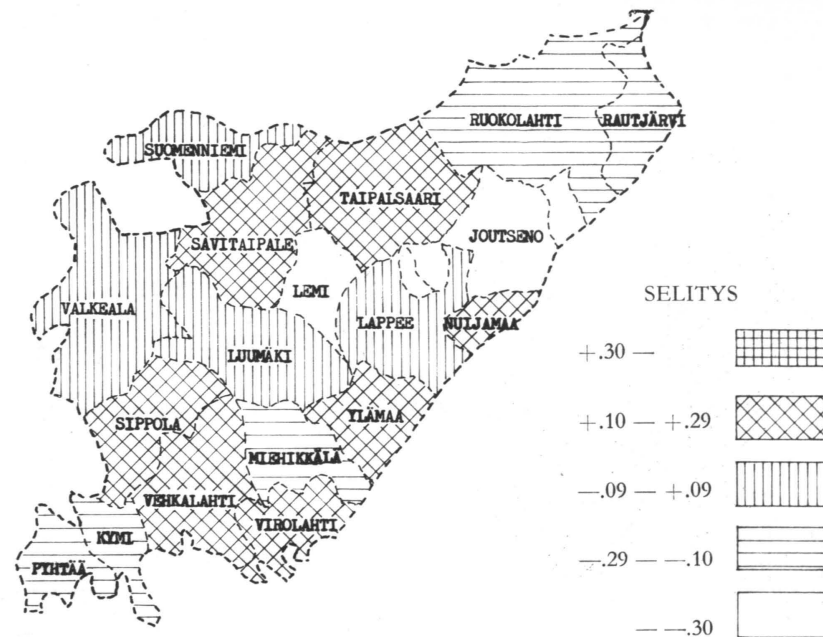 RUOKOLAHTI
RAUTJÄRVI
SUOMENNIEMI
TAIPALSAARI
SAVITAIPALE
JOUTSENO
LEMI
VALKEALA
LAPPEE
NUIJAMAA
LUUMÄKI
SIPPOLA
YLÄMAA
MIEHIKKÄLÄ
VEHKALAHTI
VIROLAHTI
KYMI
PYHTÄÄ
SELITYS
+.30 —
+.10 — +.29
—.09 — +.09
—.29 — —.10
— —.30